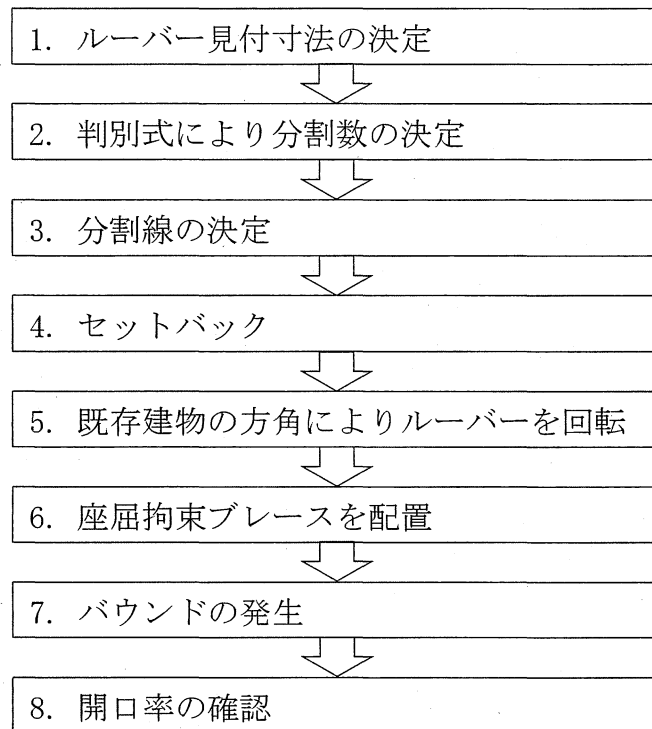 1. ルーバー見付寸法の決定
2. 判別式により分割数の決定
3. 分割線の決定
4. セットバック
5. 既存建物の方角によりルーバーを回転
6. 座屈拘束ブレースを配置
7. バウンドの発生
8. 開口率の確認